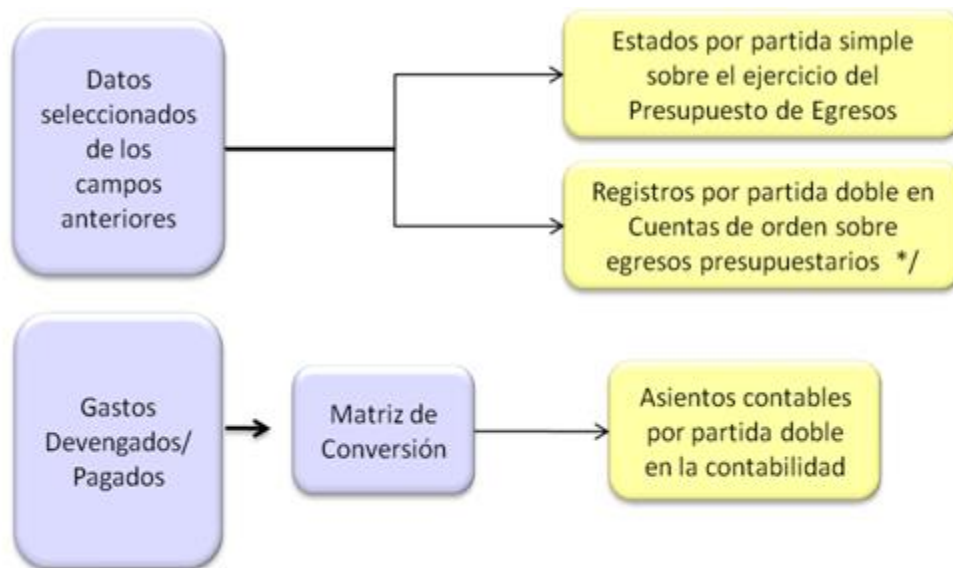 Datos
seleccionados
de los
campos
anteriores
Estados por partida simple
sobre el ejercicio del
Presupuesto de Egresos
Registros por partida doble en
Cuentas de orden sobre
egresos presupuestarios */
Gastos
Devengados/
Pagados
Matriz de
Conversión
Asientos contables
por partida doble
en la contabilidad